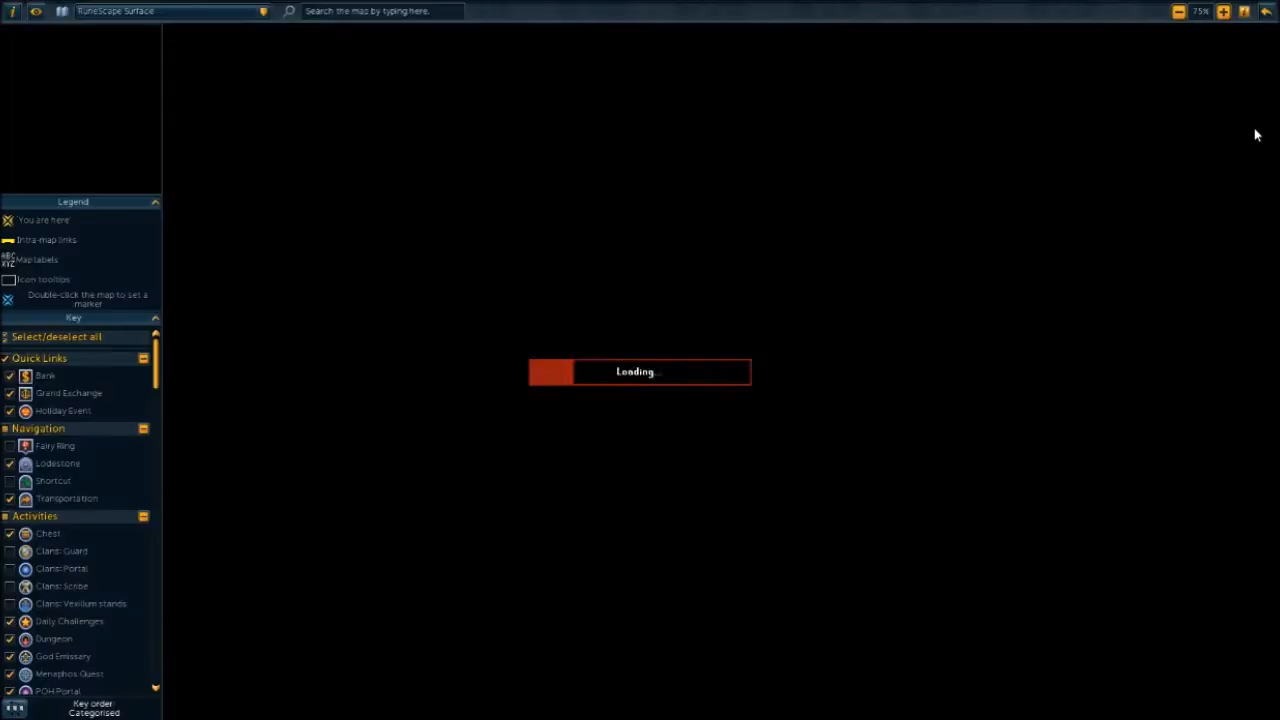 RuneScape Surface
Search the map by typing here.
75%
Legend
'You are here'
Intra-map links
ABC
XYZ
Map labels
Icon tooltips
Double-click the map to set a
marker
Key
Select/deselect all
Quick Links
Bank
Grand Exchange
Holiday Event
Navigation
Fairy Ring
Lodestone
Shortcut
Transportation
Activities
Chest
Clans: Guard
Clans: Portal
Clans: Scribe
Clans: Vexillum stands
Daily Challenges
Dungeon
God Emissary
Menaphos Quest
POH Portal
Key order:
Categorised
Loading...